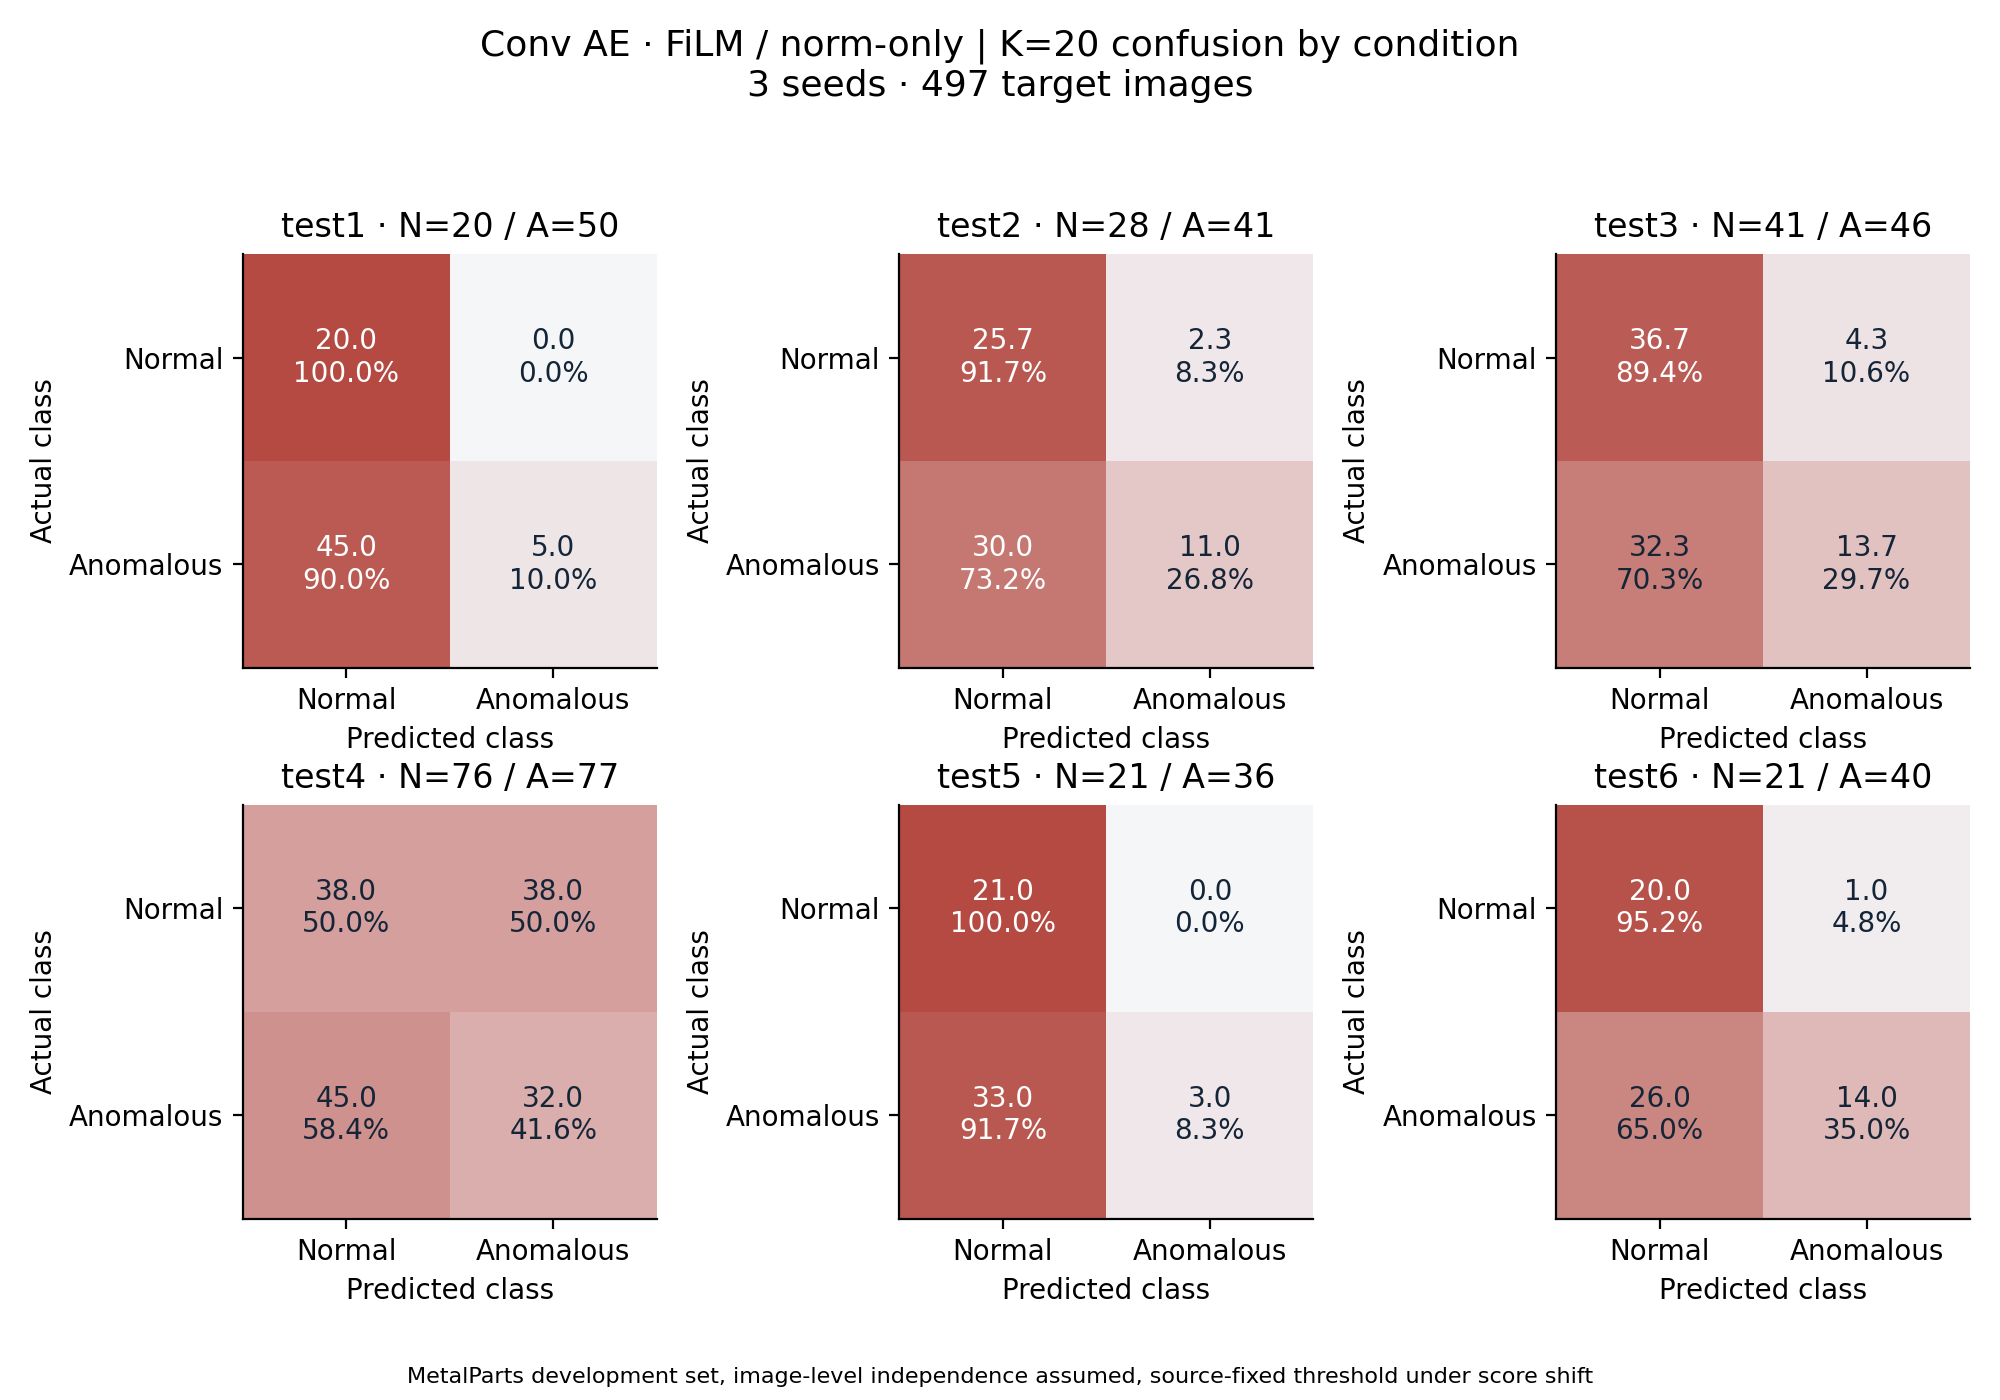 Conv AE · FiLM / norm-only | K=20 confusion by condition
3 seeds · 497 target images
test1 · N=20 / A=50
Actual class
Normal
20.0
100.0%
0.0
0.0%
Anomalous
45.0
90.0%
5.0
10.0%
Normal
Anomalous
Predicted class
test2 · N=28 / A=41
Actual class
Normal
25.7
91.7%
2.3
8.3%
Anomalous
30.0
73.2%
11.0
26.8%
Normal
Anomalous
Predicted class
test3 · N=41 / A=46
Actual class
Normal
36.7
89.4%
4.3
10.6%
Anomalous
32.3
70.3%
13.7
29.7%
Normal
Anomalous
Predicted class
test4 · N=76 / A=77
Actual class
Normal
38.0
50.0%
38.0
50.0%
Anomalous
45.0
58.4%
32.0
41.6%
Normal
Anomalous
Predicted class
test5 · N=21 / A=36
Actual class
Normal
21.0
100.0%
0.0
0.0%
Anomalous
33.0
91.7%
3.0
8.3%
Normal
Anomalous
Predicted class
test6 · N=21 / A=40
Actual class
Normal
20.0
95.2%
1.0
4.8%
Anomalous
26.0
65.0%
14.0
35.0%
Normal
Anomalous
Predicted class
MetalParts development set, image-level independence assumed, source-fixed threshold under score shift